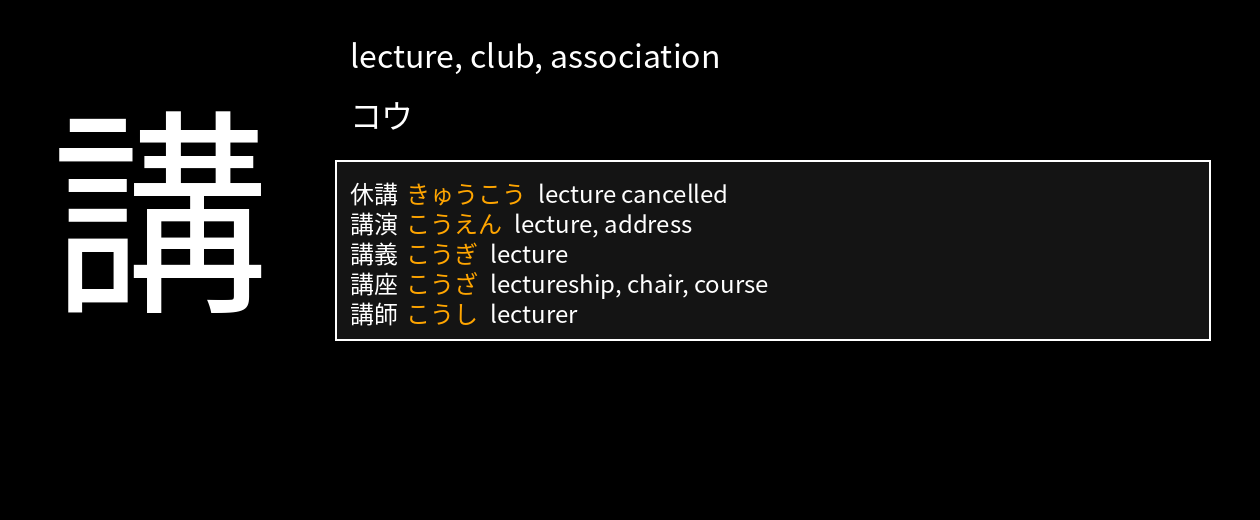 講
lecture, club, association
コウ
休講 きゅうこう lecture cancelled
講演 こうえん lecture, address
講義 こうぎ lecture
講座 こうざ lectureship, chair, course
講師 こうし lecturer